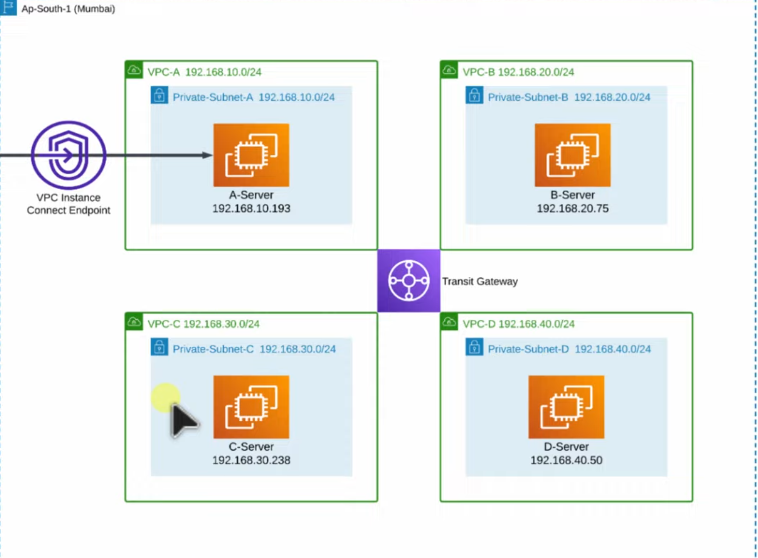 Ap-South-1 (Mumbai)
VPC-A 192.168.10.0/24
Private-Subnet-A 192.168.10.0/24
A-Server
192.168.10.193
VPC-B 192.168.20.0/24
Private-Subnet-B 192.168.20.0/24
B-Server
192.168.20.75
VPC Instance
Connect Endpoint
Transit Gateway
VPC-C 192.168.30.0/24
Private-Subnet-C 192.168.30.0/24
C-Server
192.168.30.238
VPC-D 192.168.40.0/24
Private-Subnet-D 192.168.40.0/24
D-Server
192.168.40.50